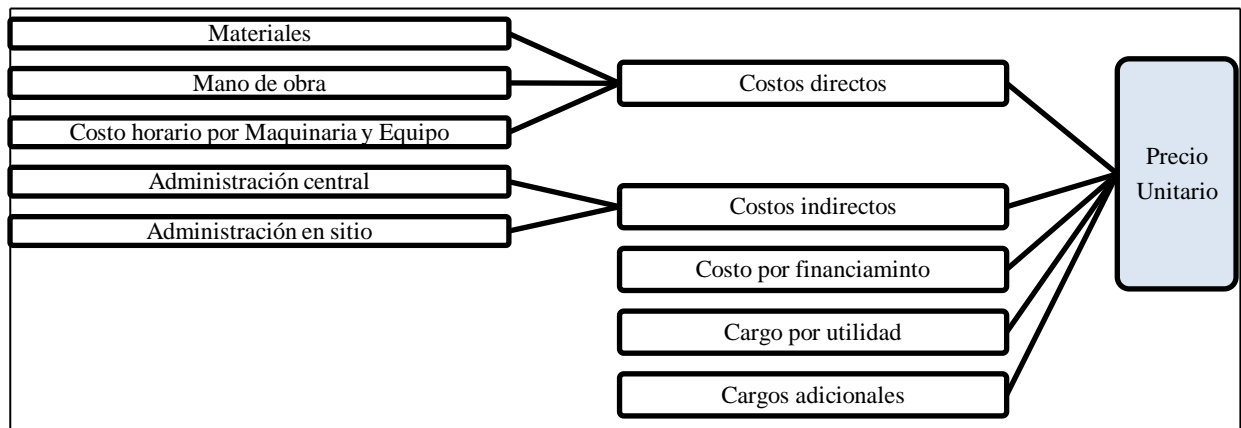 Materiales
Mano de obra
Costo horario por Maquinaria y Equipo
Administración central
Administración en sitio
Costos directos
Costos indirectos
Costo por financiaminto
Cargo por utilidad
Cargos adicionales
Precio
Unitario